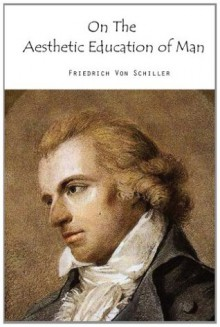 On The
Aesthetic Education of Man
Friedrich Von Schiller